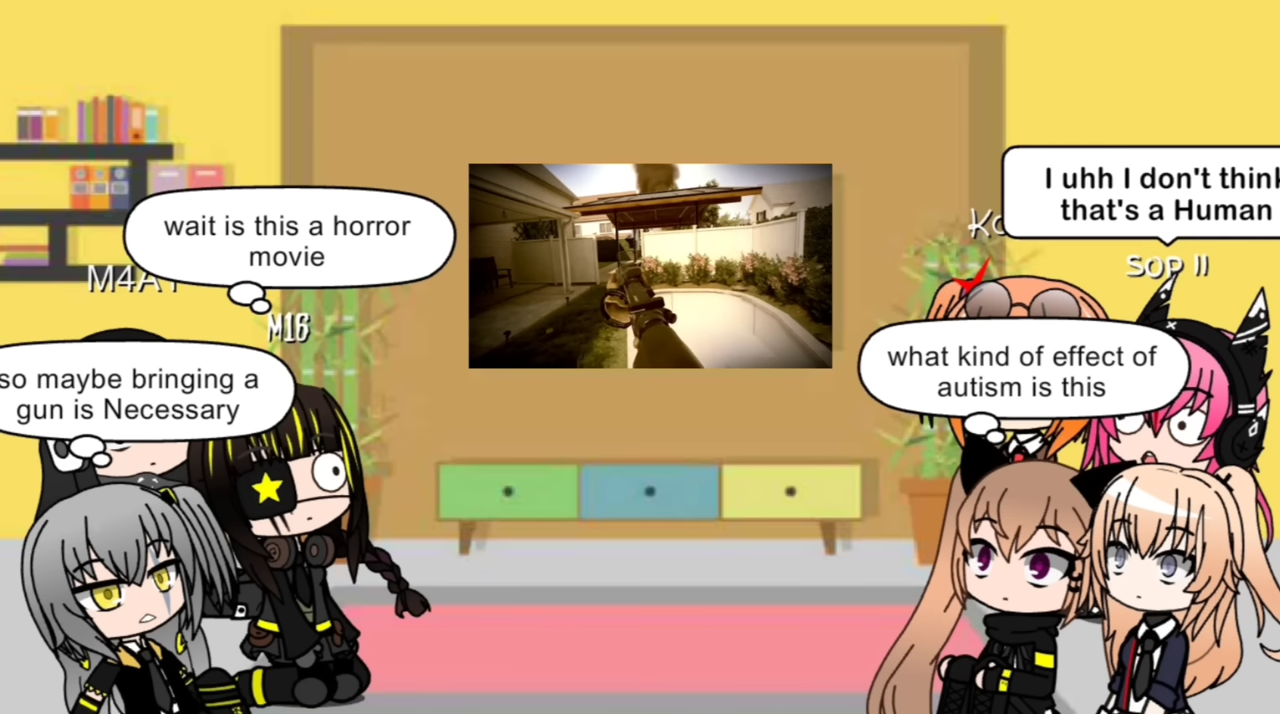 wait is this a horror
movie
M4A1
M16
so maybe bringing a
gun is Necessary
I uhh I don't think
that's a Human
SOP II
what kind of effect of
autism is this